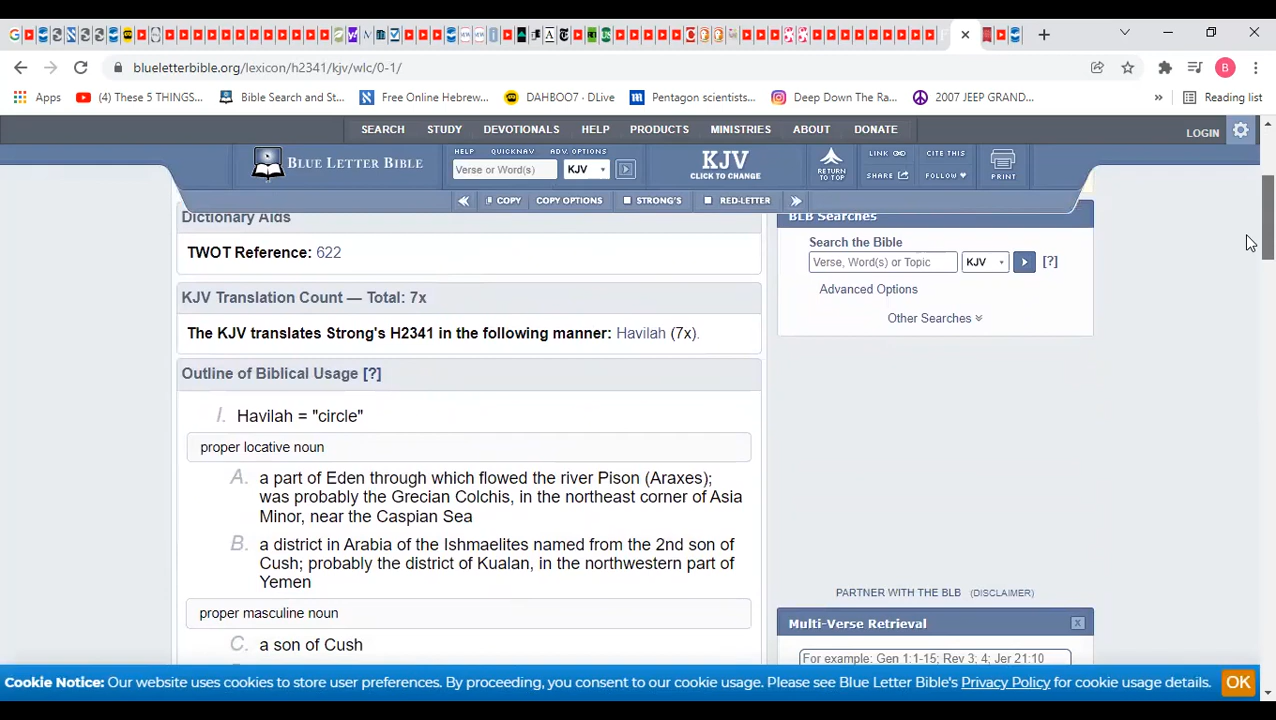 blueletterbible.org/lexicon/h2341/kjv/wlc/0-1/
B
Apps
(4) These 5 THINGS...
Bible Search and St...
Free Online Hebrew...
DAHBOO7 - DLive
Pentagon scientists...
Deep Down The Ra...
2007 JEEP GRAND...
»
Reading list
SEARCH STUDY DEVOTIONALS HELP PRODUCTS MINISTRIES ABOUT DONATE
LOGIN
BLUE LETTER BIBLE
HELP QUICKNAV ADV. OPTIONS
Verse or Word(s) KJV
KJV
CLICK TO CHANGE
RETURN
TO TOP
LINK
SHARE
CITE THIS
FOLLOW
PRINT
COPY COPY OPTIONS STRONG'S RED-LETTER
Dictionary Aids
TWOT Reference: 622
KJV Translation Count — Total: 7x
The KJV translates Strong's H2341 in the following manner: Havilah (7x).
Outline of Biblical Usage [?]
I. Havilah = "circle"
proper locative noun
A. a part of Eden through which flowed the river Pison (Araxes);
was probably the Grecian Colchis, in the northeast corner of Asia
Minor, near the Caspian Sea
B. a district in Arabia of the Ishmaelites named from the 2nd son of
Cush; probably the district of Kualan, in the northwestern part of
Yemen
proper masculine noun
C. a son of Cush
BLB Searches
Search the Bible
Verse, Word(s) or Topic KJV [?]
Advanced Options
Other Searches
PARTNER WITH THE BLB (DISCLAIMER)
Multi-Verse Retrieval x
For example: Gen 1:1-15; Rev 3; 4; Jer 21:10
Cookie Notice: Our website uses cookies to store user preferences. By proceeding, you consent to our cookie usage. Please see Blue Letter Bible's Privacy Policy for cookie usage details. OK